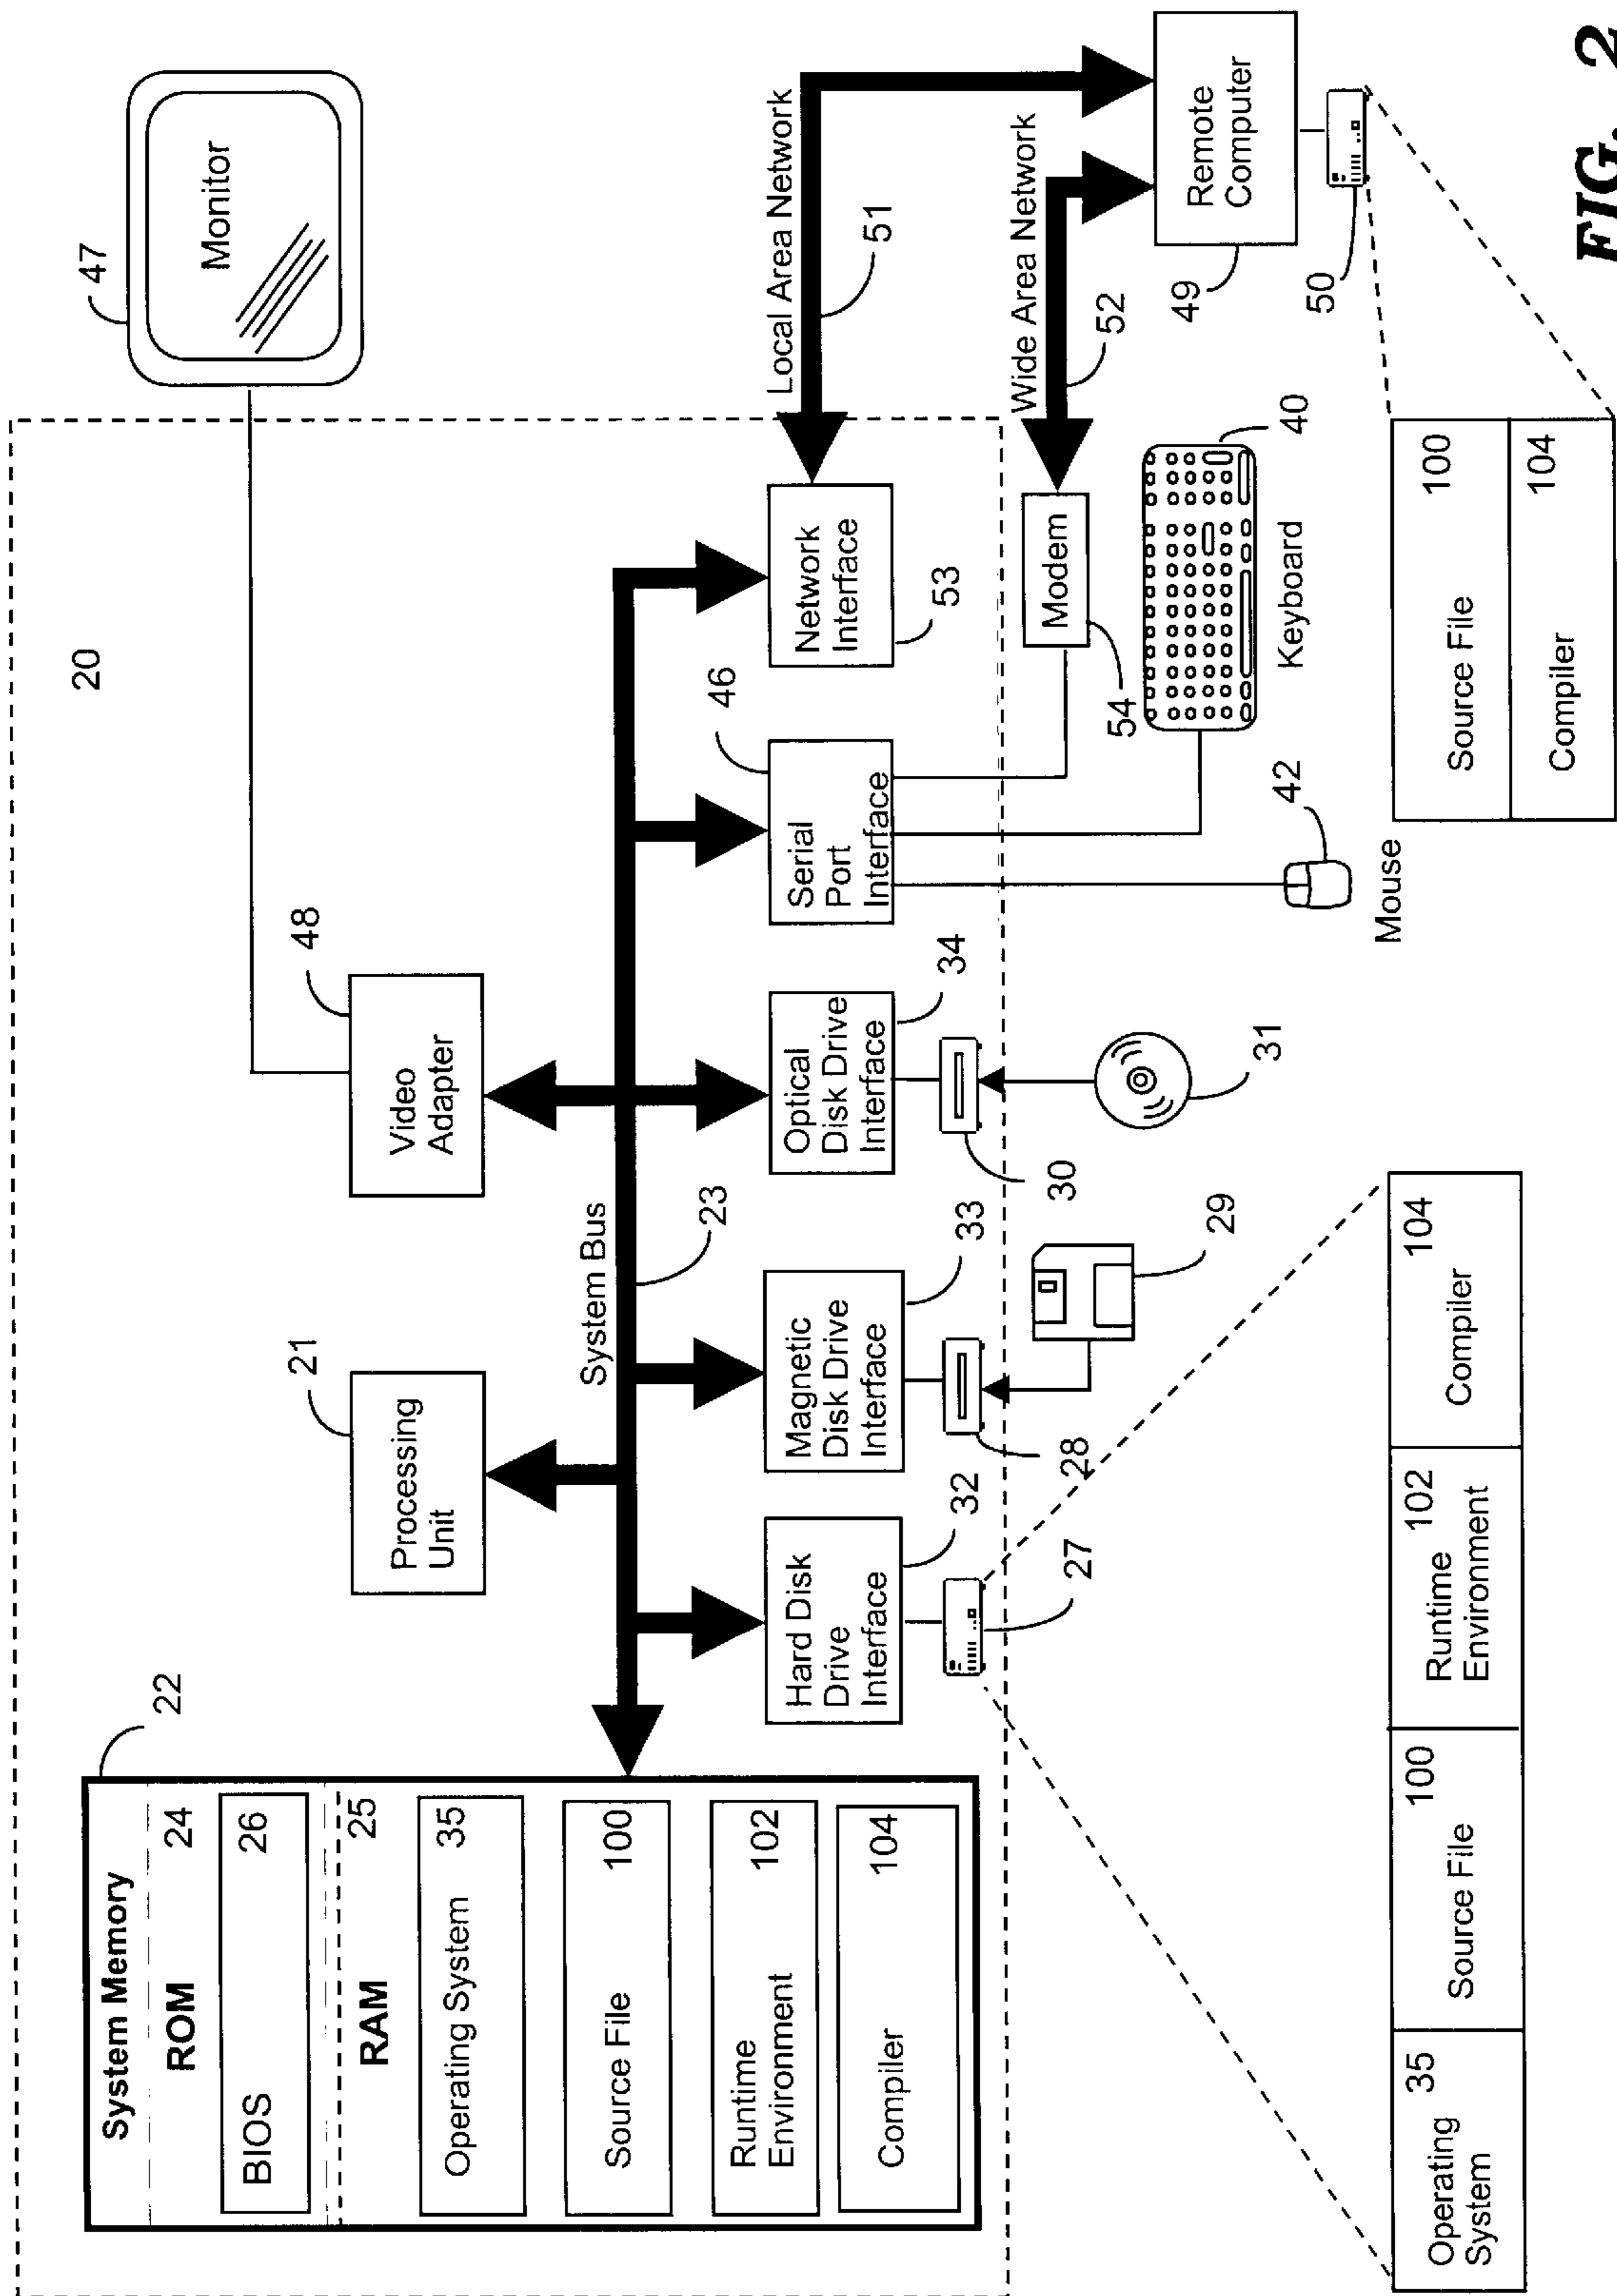 20
System Memory
ROM 24
BIOS 26
RAM 25
Operating System 35
Source File 100
Runtime
Environment
102
Compiler 104
22
Processing
Unit
21
Video
Adapter
48
Monitor
47
System Bus
23
Hard Disk
Drive
Interface
32
27
Magnetic
Disk Drive
Interface
33
28
29
Optical
Disk Drive
Interface
34
30
31
Serial
Port
Interface
46
Network
Interface
53
Local Area Network
51
Wide Area Network
52
Modem
54
Keyboard
40
Mouse
42
Remote
Computer
49
50
Operating
System
35
Source File 100
Runtime
Environment
102
Compiler 104
Source File 100
Compiler 104
FIG. 2